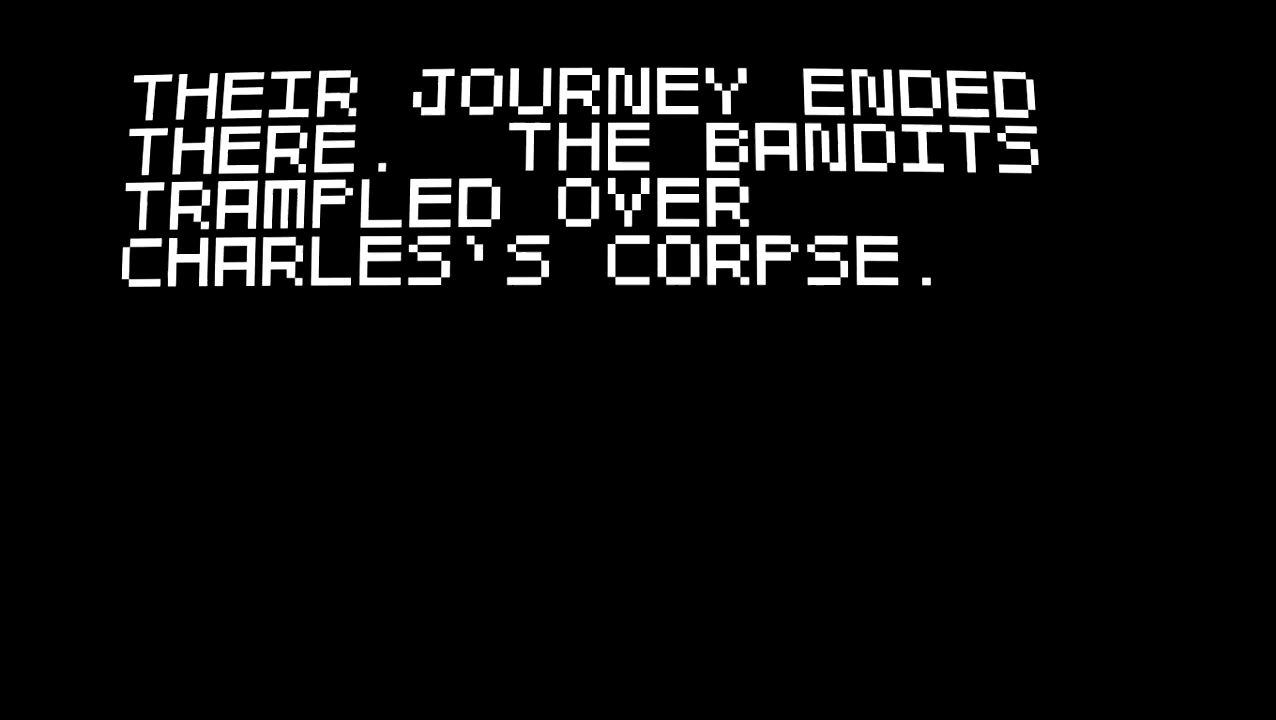 THEIR JOURNEY ENDED
THERE.  THE BANDITS
TRAMPLED OVER
CHARLES'S CORPSE.